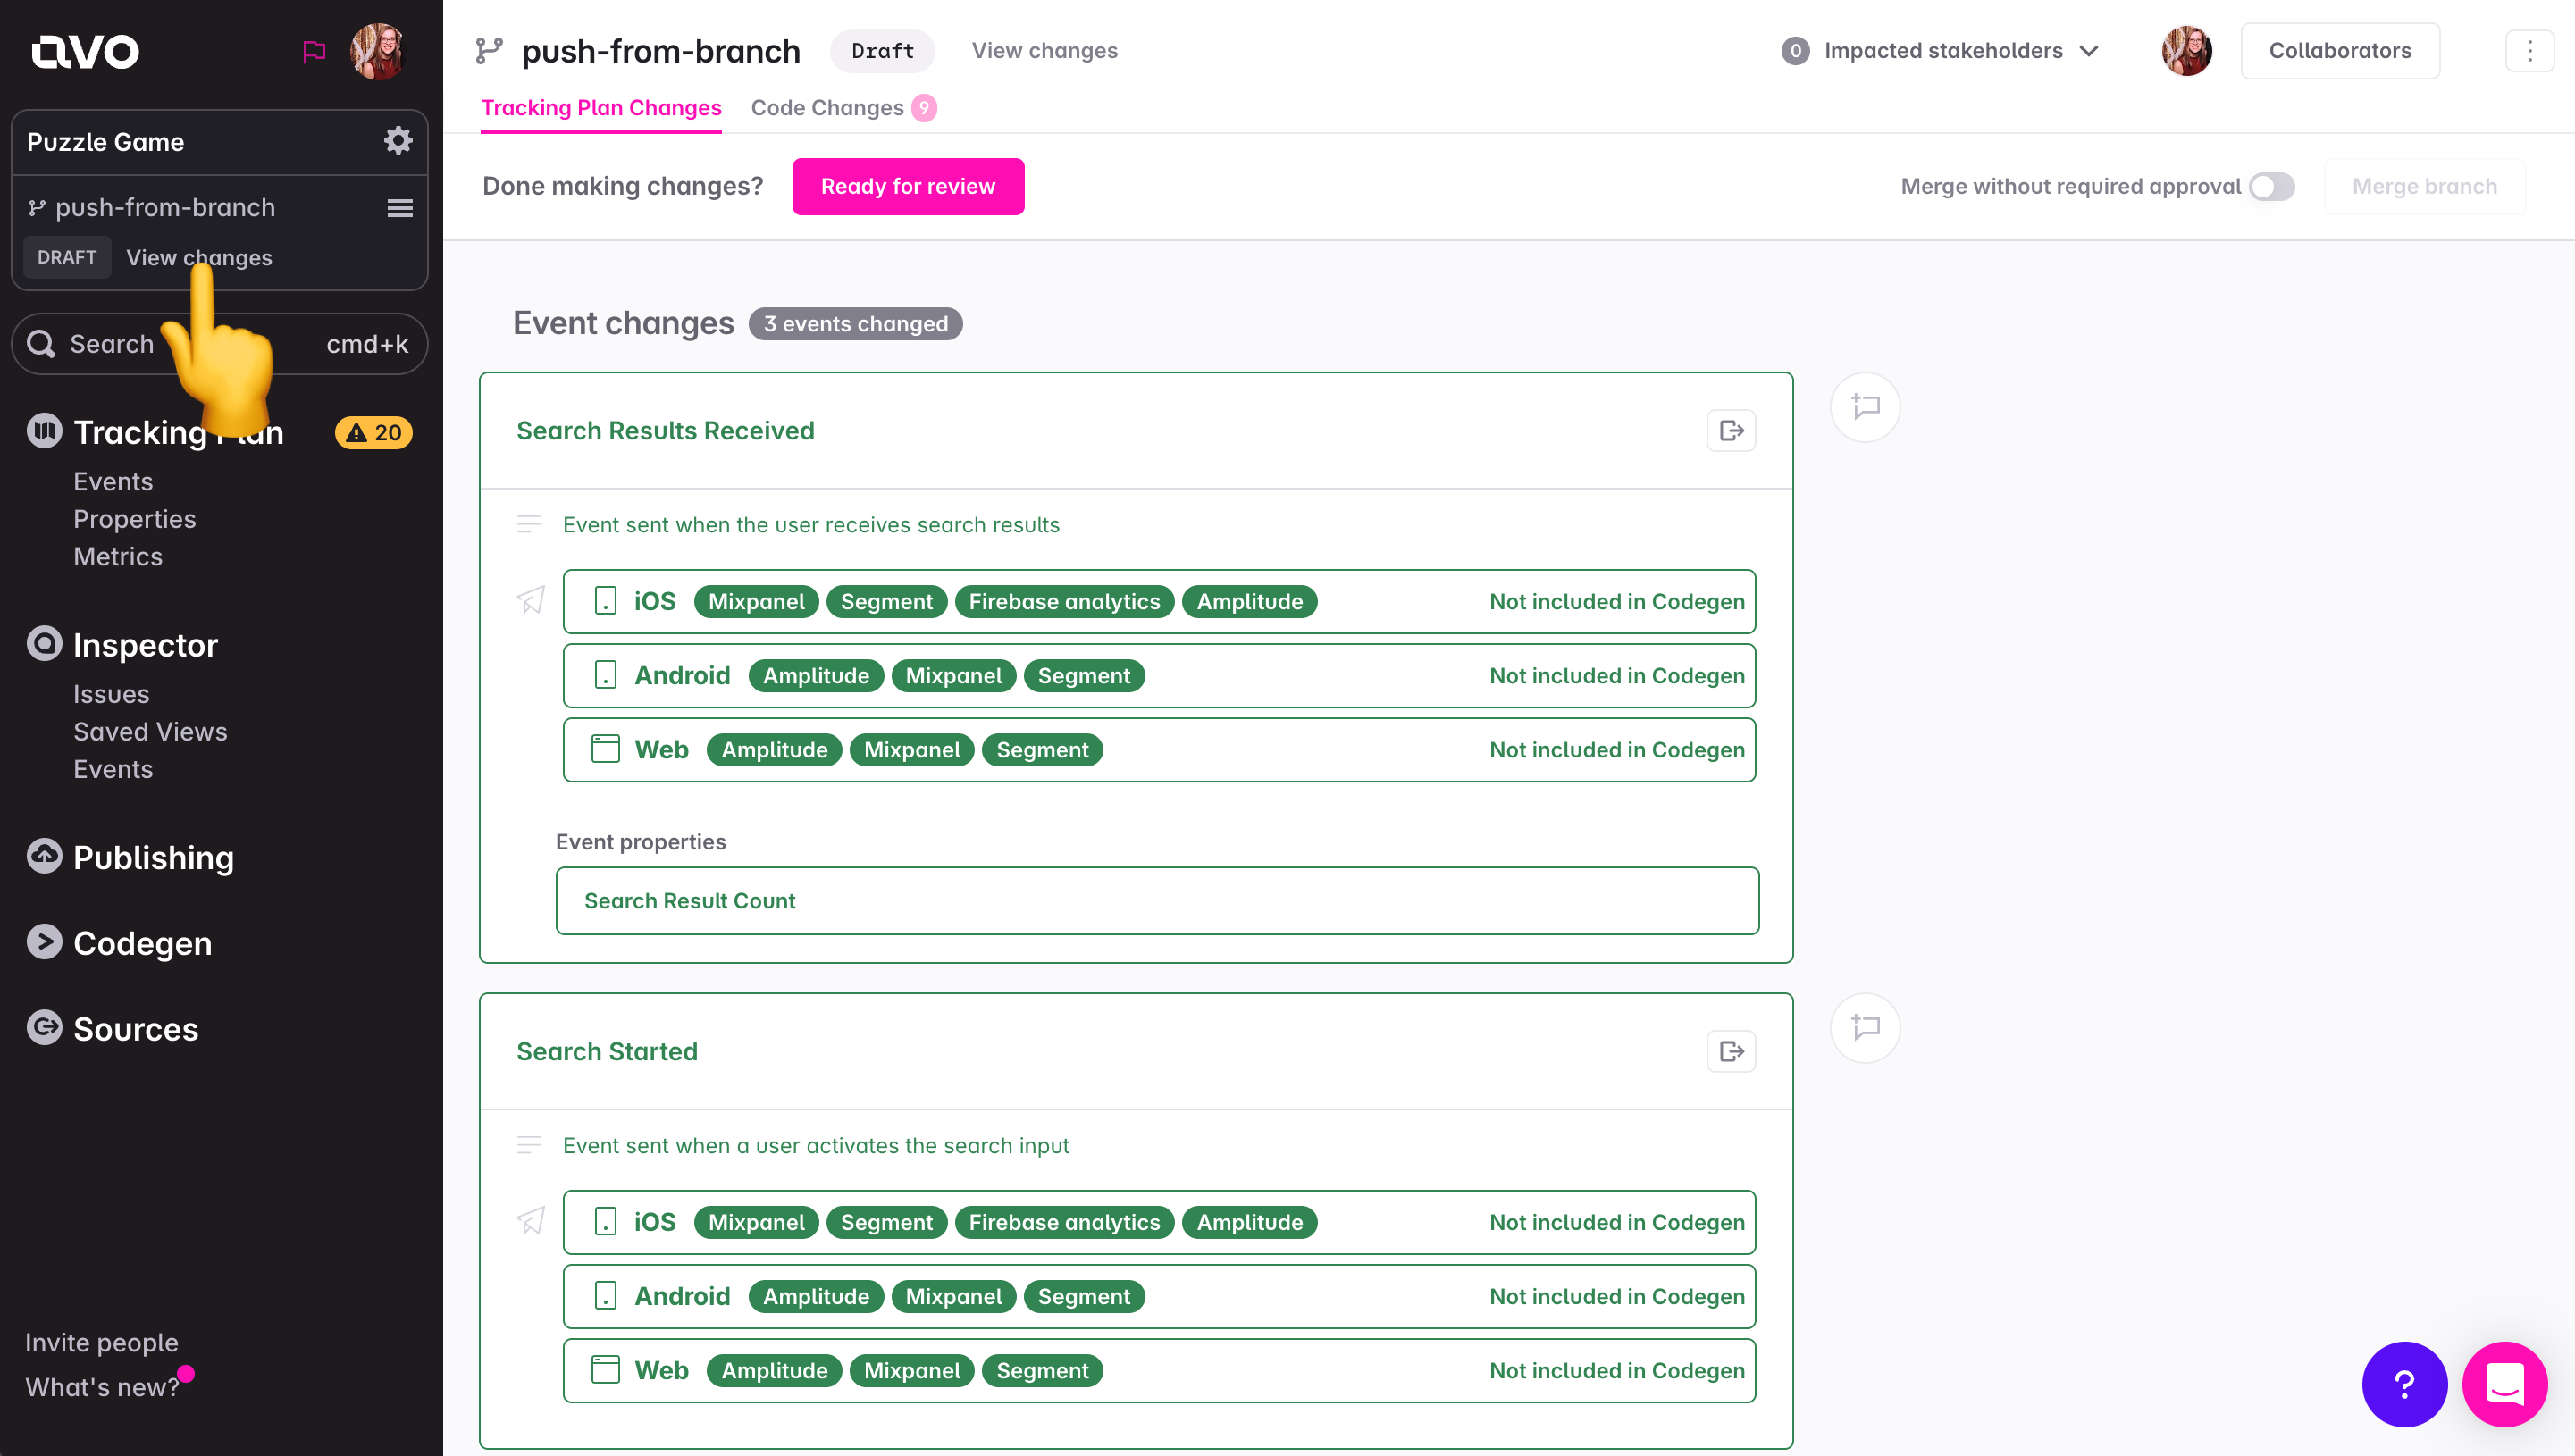 avo
Puzzle Game
push-from-branch
DRAFT View changes
Search cmd+k
Tracking Plan 20
Events
Properties
Metrics
Inspector
Issues
Saved Views
Events
Publishing
Codegen
Sources
Invite people
What's new?
push-from-branch Draft View changes 0 Impacted stakeholders Collaborators
Tracking Plan Changes Code Changes 9
Done making changes? Ready for review Merge without required approval Merge branch
Event changes 3 events changed
Search Results Received
Event sent when the user receives search results
iOS Mixpanel Segment Firebase analytics Amplitude Not included in Codegen
Android Amplitude Mixpanel Segment Not included in Codegen
Web Amplitude Mixpanel Segment Not included in Codegen
Event properties
Search Result Count
Search Started
Event sent when a user activates the search input
iOS Mixpanel Segment Firebase analytics Amplitude Not included in Codegen
Android Amplitude Mixpanel Segment Not included in Codegen
Web Amplitude Mixpanel Segment Not included in Codegen
?